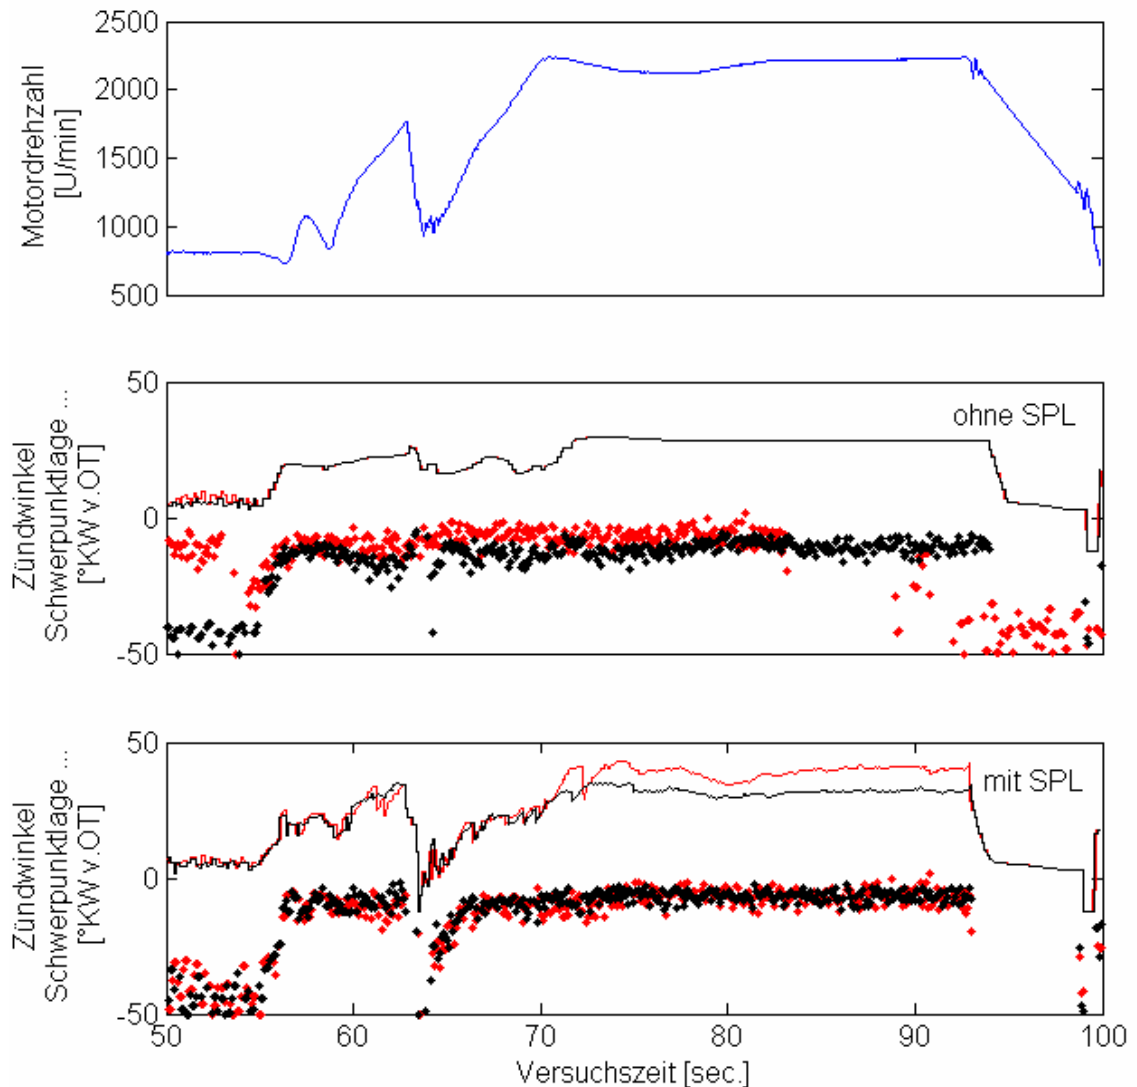 2500
2000
1500
1000
500
Motordrehzahl
[U/min]
50
0
-50
Zündwinkel
Schwerpunktlage ...
[°KW v.OT]
ohne SPL
50
0
-50
Zündwinkel
Schwerpunktlage ...
[°KW v.OT]
mit SPL
50
60
70
80
90
100
Versuchszeit [sec.]